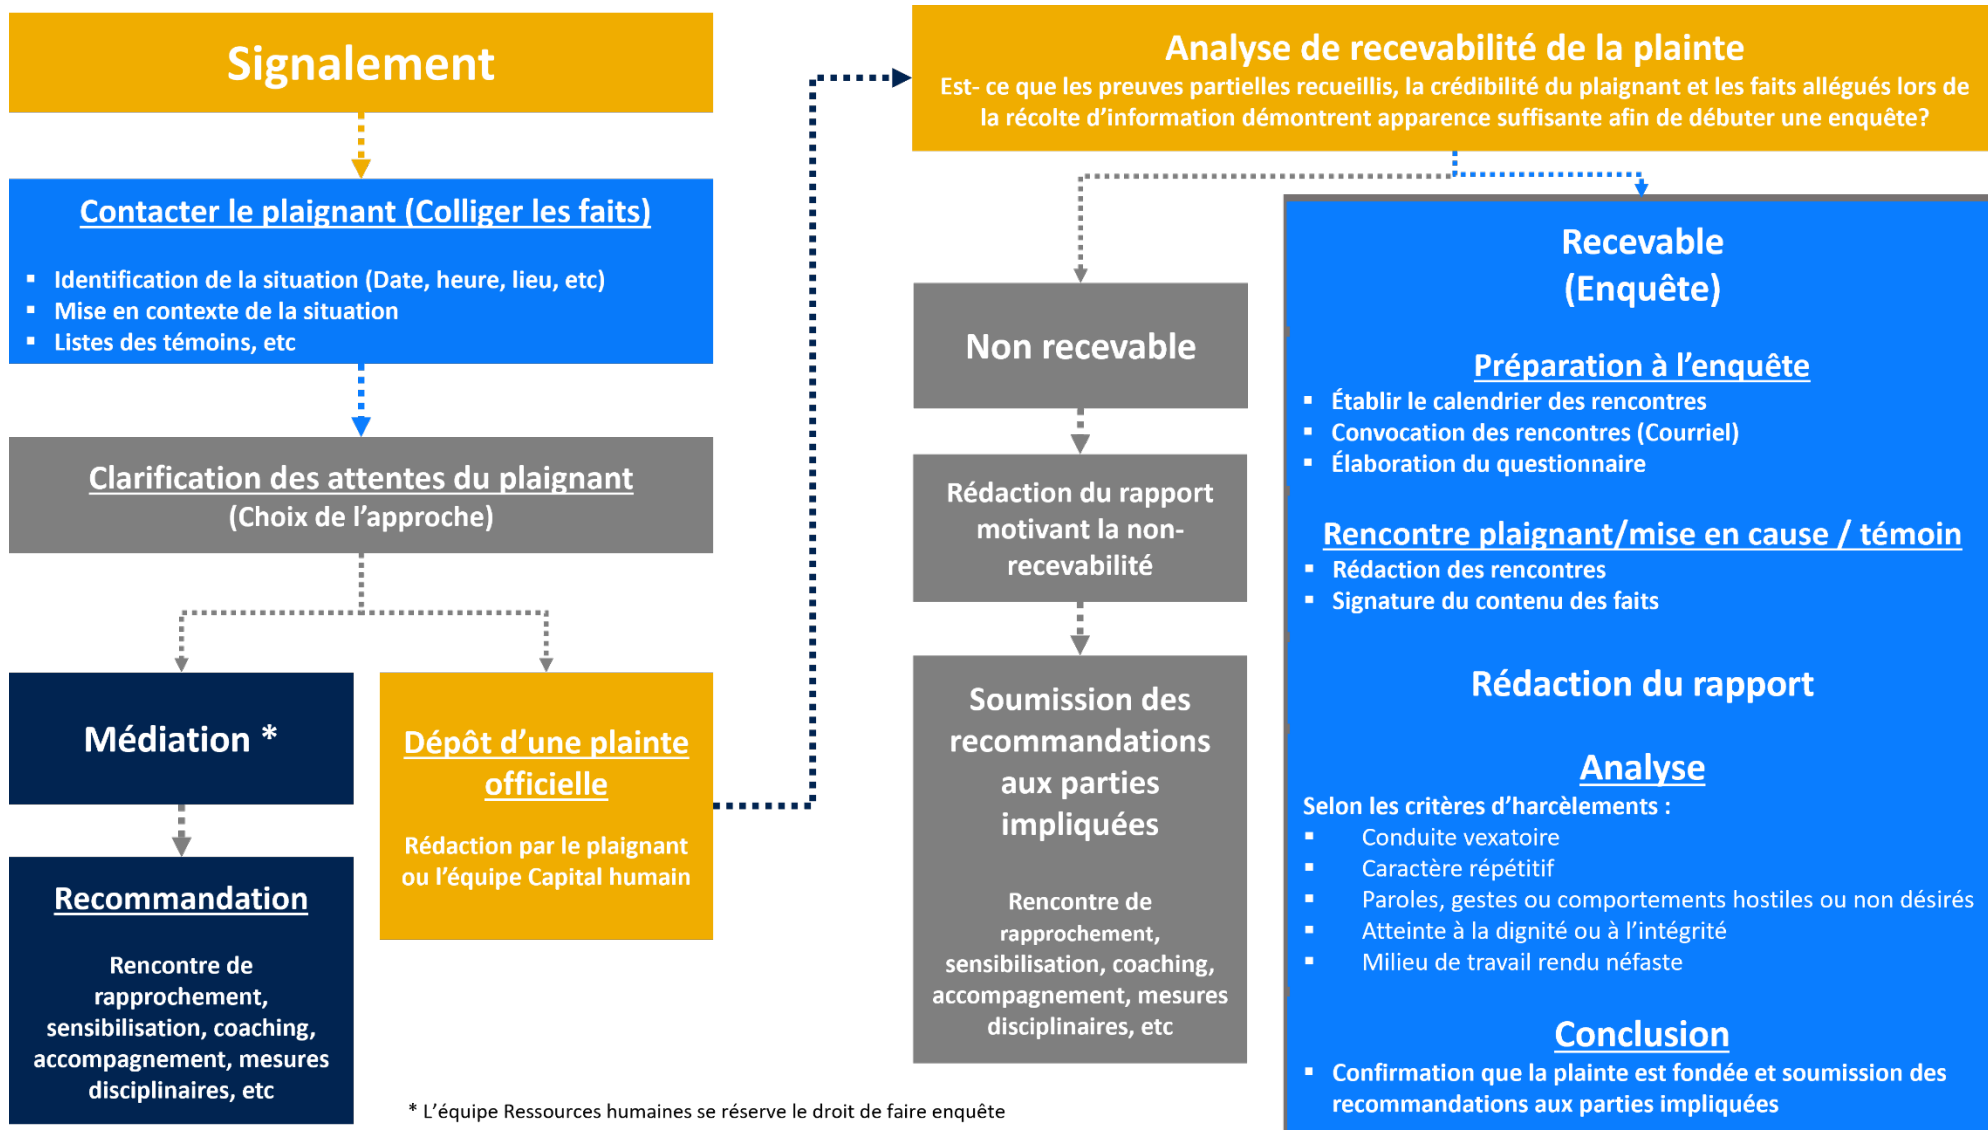 Signalement
Contacter le plaignant (Colliger les faits)
▪ Identification de la situation (Date, heure, lieu, etc)
▪ Mise en contexte de la situation
▪ Listes des témoins, etc
Clarification des attentes du plaignant
(Choix de l’approche)
Médiation *
Recommandation
Rencontre de
rapprochement,
sensibilisation, coaching,
accompagnement, mesures
disciplinaires, etc
Dépôt d’une plainte
officielle
Rédaction par le plaignant
ou l’équipe Capital humain
* L’équipe Ressources humaines se réserve le droit de faire enquête
Analyse de recevabilité de la plainte
Est- ce que les preuves partielles recueillis, la crédibilité du plaignant et les faits allégués lors de
la récolte d’information démontrent apparence suffisante afin de débuter une enquête?
Non recevable
Rédaction du rapport
motivant la non-
recevabilité
Soumission des
recommandations
aux parties
impliquées
Rencontre de
rapprochement,
sensibilisation, coaching,
accompagnement, mesures
disciplinaires, etc
Recevable
(Enquête)
Préparation à l’enquête
▪ Établir le calendrier des rencontres
▪ Convocation des rencontres (Courriel)
▪ Élaboration du questionnaire
Rencontre plaignant/mise en cause / témoin
▪ Rédaction des rencontres
▪ Signature du contenu des faits
Rédaction du rapport
Analyse
Selon les critères d’harcèlements :
▪ Conduite vexatoire
▪ Caractère répétitif
▪ Paroles, gestes ou comportements hostiles ou non désirés
▪ Atteinte à la dignité ou à l’intégrité
▪ Milieu de travail rendu néfaste
Conclusion
▪ Confirmation que la plainte est fondée et soumission des
recommandations aux parties impliquées